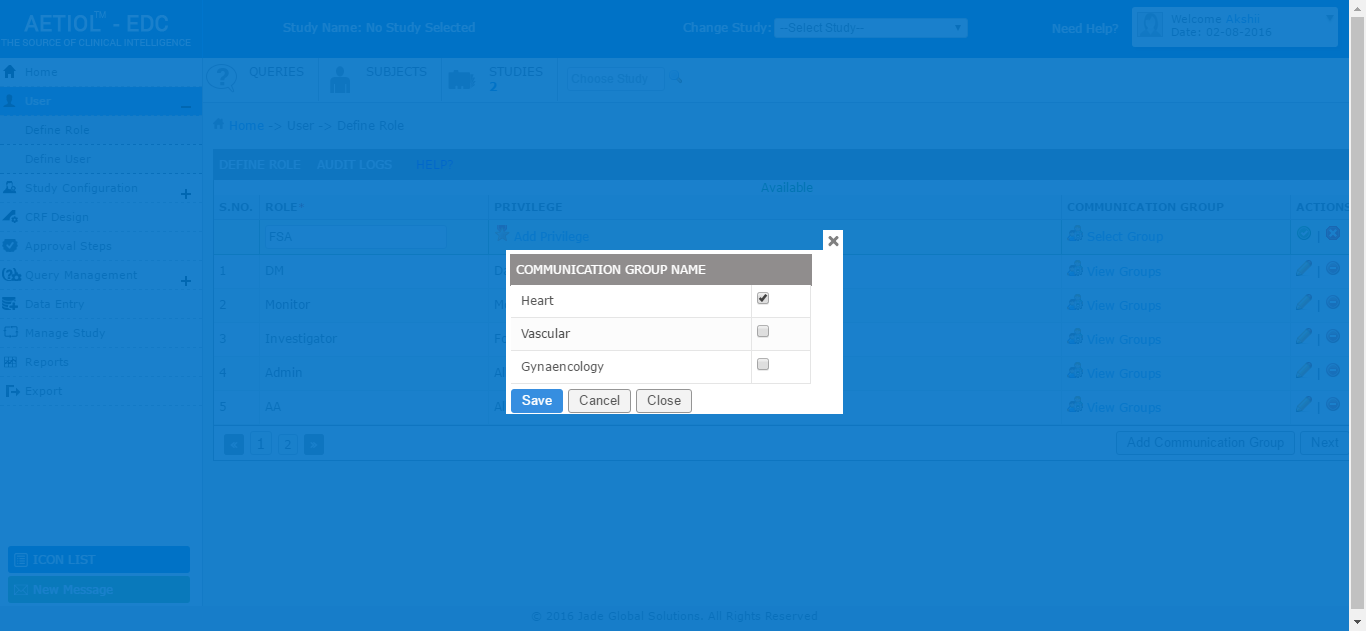 AETIOL™ - EDC
THE SOURCE OF CLINICAL INTELLIGENCE
Study Name: No Study Selected
Change Study: --Select Study--
Need Help?
Welcome Akshii
Date: 02-08-2016
Home
User
Define Role
Define User
Study Configuration
CRF Design
Approval Steps
Query Management
Data Entry
Manage Study
Reports
Export
ICON LIST
New Message
QUERIES SUBJECTS STUDIES
2
Choose Study
Home -> User -> Define Role
DEFINE ROLE AUDIT LOGS HELP?
Available
S.NO. ROLE* PRIVILEGE COMMUNICATION GROUP ACTIONS
FSA Add Privilege Select Group |
1 DM View Groups |
2 Monitor View Groups |
3 Investigator View Groups |
4 Admin View Groups |
5 AA View Groups |
COMMUNICATION GROUP NAME
Heart
Vascular
Gynaencology
Save Cancel Close
< 1 2 >
Add Communication Group Next
© 2016 Jade Global Solutions. All Rights Reserved